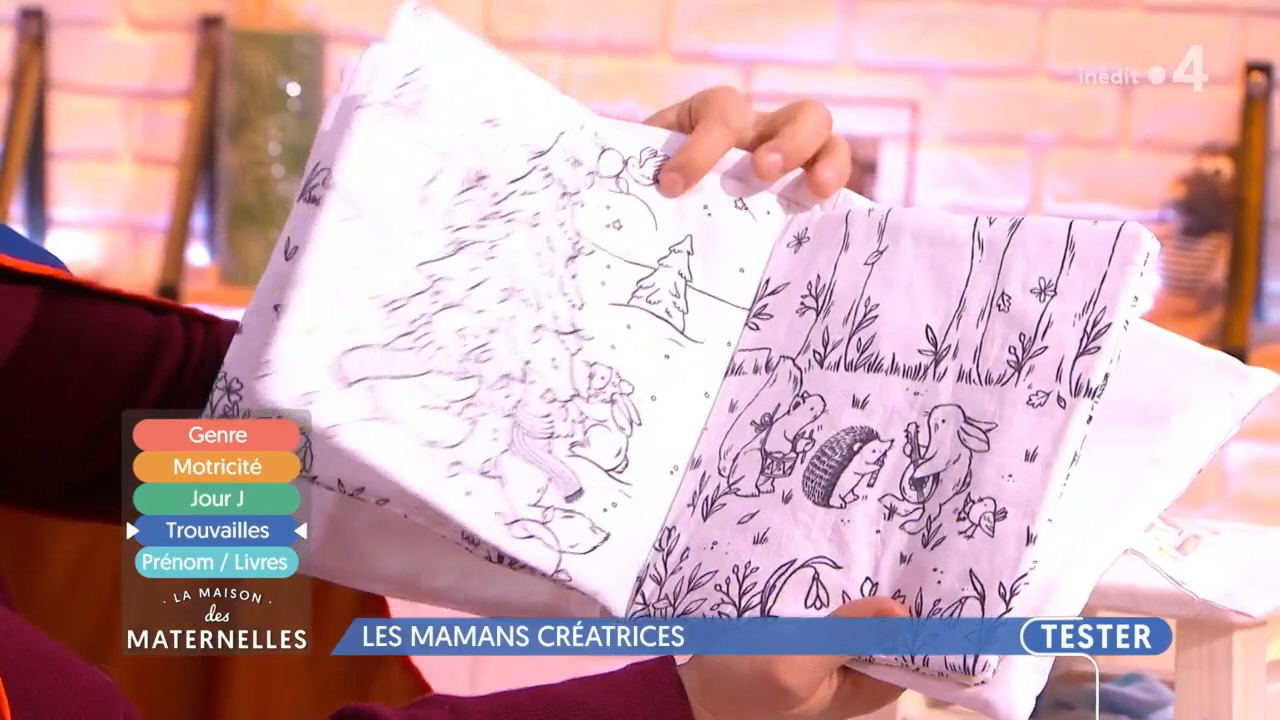 inédit 4
Genre
Motricité
Jour J
Trouvailles
Prénom / Livres
. LA MAISON .
des
MATERNELLES
LES MAMANS CRÉATRICES
TESTER